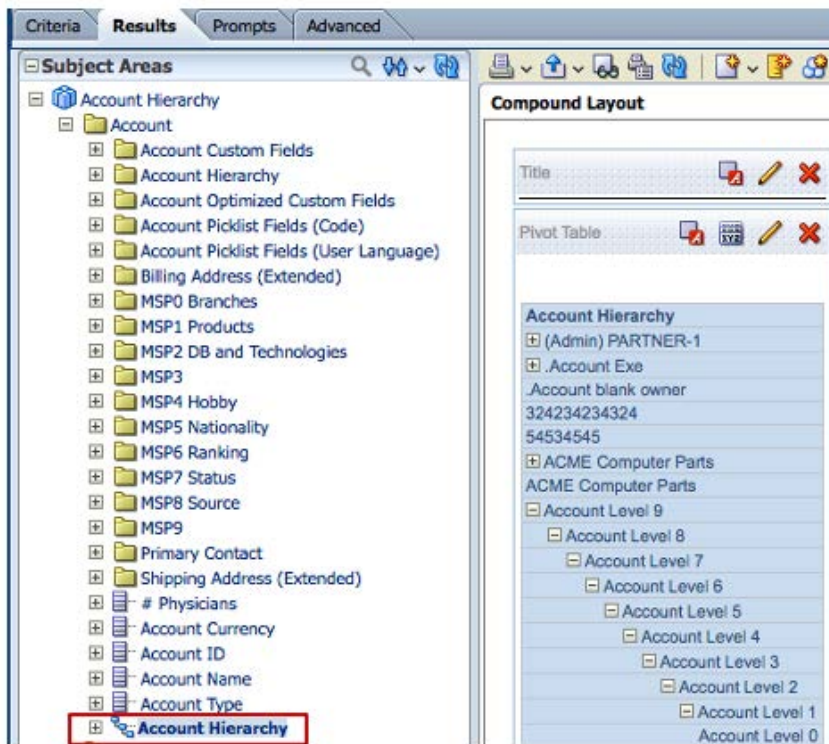 Criteria Results Prompts Advanced
Subject Areas
Account Hierarchy
Account
Account Custom Fields
Account Hierarchy
Account Optimized Custom Fields
Account Picklist Fields (Code)
Account Picklist Fields (User Language)
Billing Address (Extended)
MSP0 Branches
MSP1 Products
MSP2 DB and Technologies
MSP3
MSP4 Hobby
MSP5 Nationality
MSP6 Ranking
MSP7 Status
MSP8 Source
MSP9
Primary Contact
Shipping Address (Extended)
# Physicians
Account Currency
Account ID
Account Name
Account Type
Account Hierarchy
Compound Layout
Title
Pivot Table
XYZ
Account Hierarchy
(Admin) PARTNER-1
.Account Exe
.Account blank owner
324234234324
54534545
ACME Computer Parts
ACME Computer Parts
Account Level 9
Account Level 8
Account Level 7
Account Level 6
Account Level 5
Account Level 4
Account Level 3
Account Level 2
Account Level 1
Account Level 0